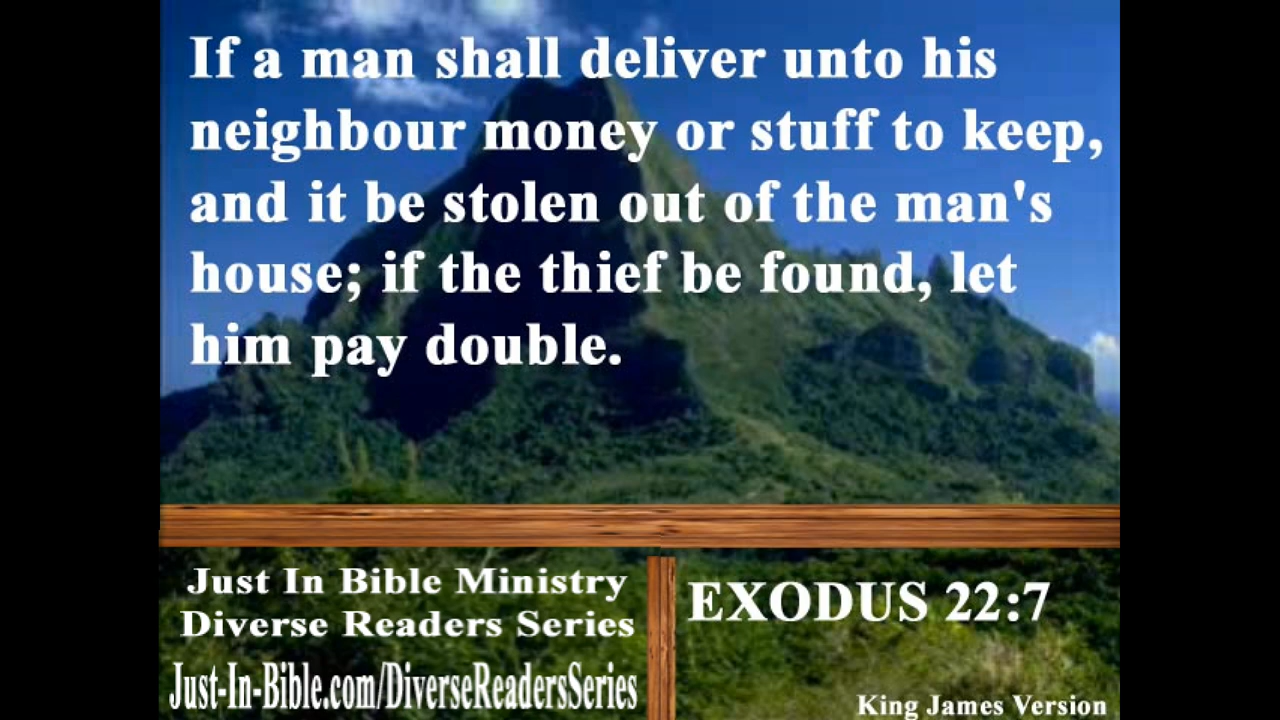 If a man shall deliver unto his
neighbour money or stuff to keep,
and it be stolen out of the man's
house; if the thief be found, let
him pay double.
Just In Bible Ministry
Diverse Readers Series
Just-In-Bible.com/DiverseReadersSeries
EXODUS 22:7
King James Version